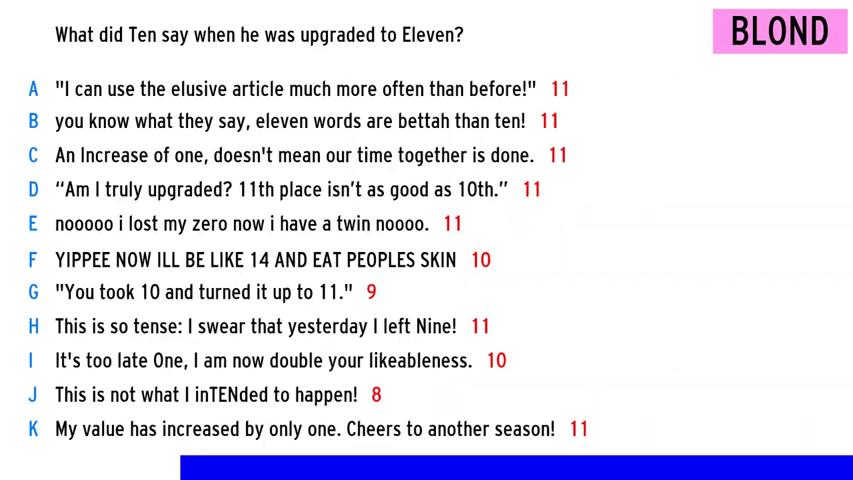 What did Ten say when he was upgraded to Eleven?
BLOND
A "I can use the elusive article much more often than before!" 11
B you know what they say, eleven words are bettah than ten! 11
C An Increase of one, doesn't mean our time together is done. 11
D “Am I truly upgraded? 11th place isn’t as good as 10th.” 11
E nooooo i lost my zero now i have a twin noooo. 11
F YIPPEE NOW ILL BE LIKE 14 AND EAT PEOPLES SKIN 10
G "You took 10 and turned it up to 11." 9
H This is so tense: I swear that yesterday I left Nine! 11
I It's too late One, I am now double your likeableness. 10
J This is not what I inTENded to happen! 8
K My value has increased by only one. Cheers to another season! 11